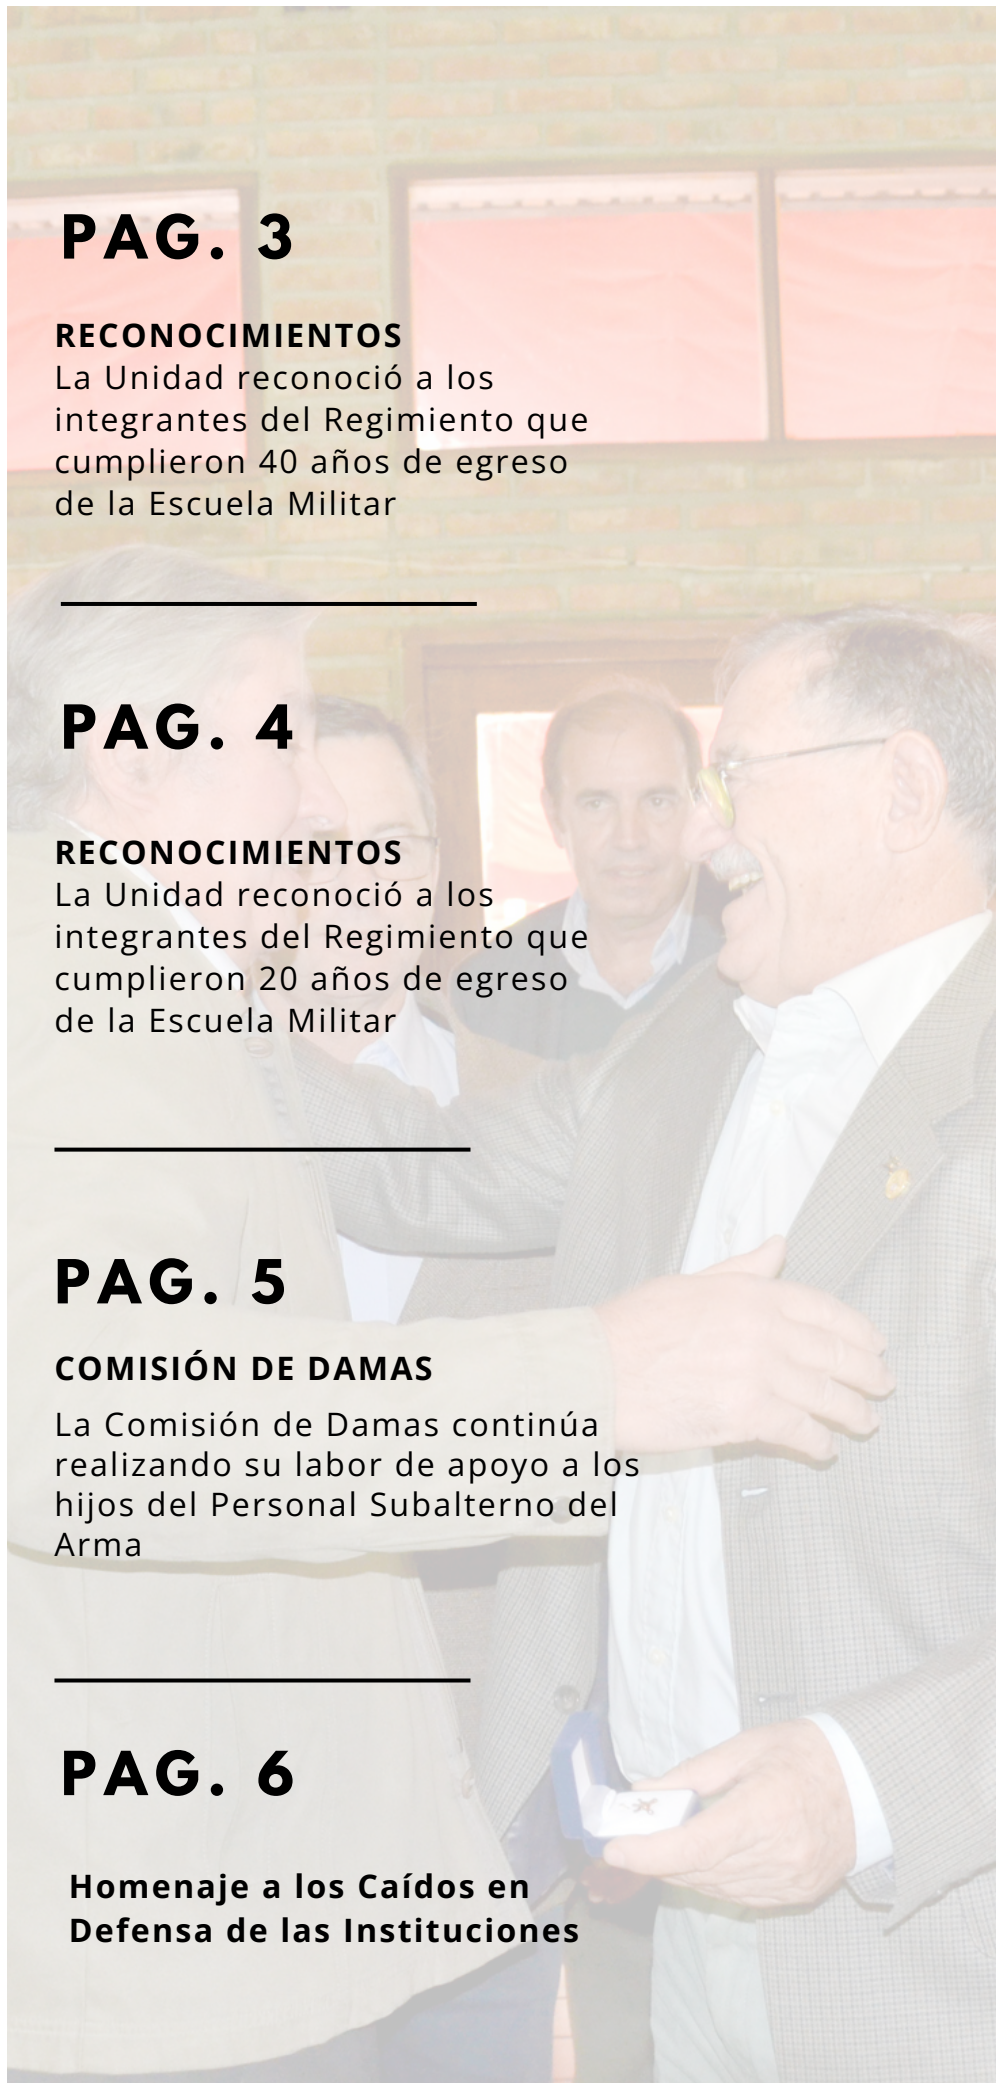 PAG. 3
RECONOCIMIENTOS
La Unidad reconoció a los
integrantes del Regimiento que
cumplieron 40 años de egreso
de la Escuela Militar
PAG. 4
RECONOCIMIENTOS
La Unidad reconoció a los
integrantes del Regimiento que
cumplieron 20 años de egreso
de la Escuela Militar
PAG. 5
COMISIÓN DE DAMAS
La Comisión de Damas continúa
realizando su labor de apoyo a los
hijos del Personal Subalterno del
Arma
PAG. 6
Homenaje a los Caídos en
Defensa de las Instituciones